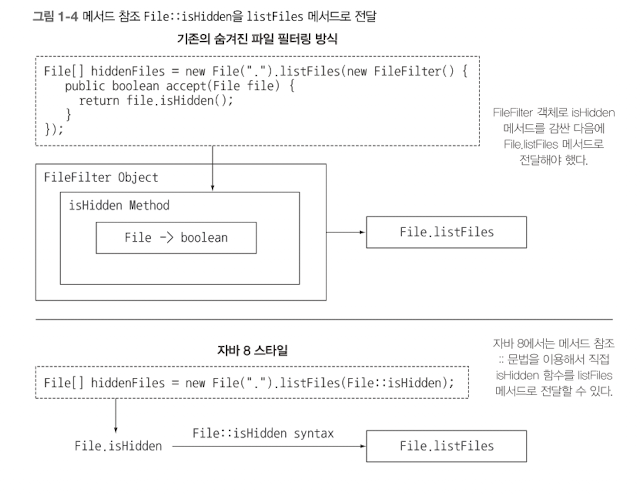 그림 1-4 메서드 참조 File::isHidden을 listFiles 메서드로 전달
기존의 숨겨진 파일 필터링 방식
File[] hiddenFiles = new File(".").listFiles(new FileFilter() {
public boolean accept(File file) {
return file.isHidden();
}
});
FileFilter 객체로 isHidden
메서드를 감싼 다음에
File.listFiles 메서드로
전달해야 했다.
FileFilter Object
isHidden Method
File -> boolean
File.listFiles
자바 8 스타일
File[] hiddenFiles = new File(".").listFiles(File::isHidden);
자바 8에서는 메서드 참조
:: 문법을 이용해서 직접
isHidden 함수를 listFiles
메서드로 전달할 수 있다.
File.isHidden
File::isHidden syntax
File.listFiles